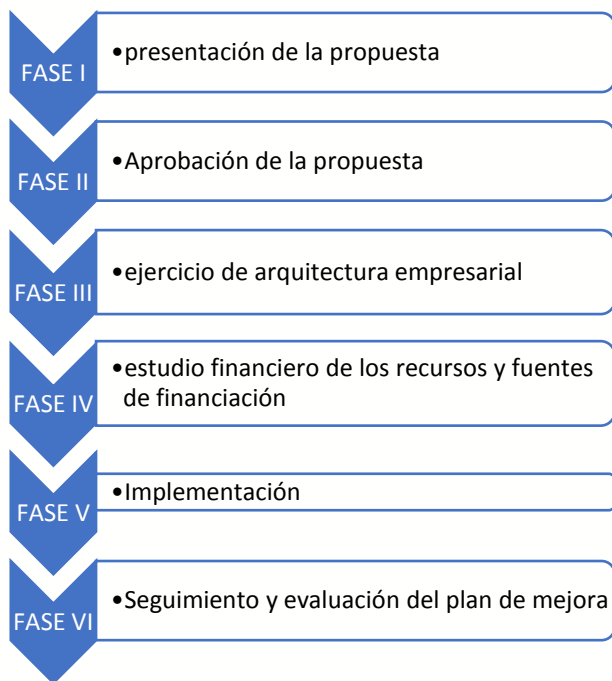 FASE I
•presentación de la propuesta
FASE II
•Aprobación de la propuesta
FASE III
•ejercicio de arquitectura empresarial
FASE IV
•estudio financiero de los recursos y fuentes
de financiación
FASE V
•Implementación
FASE VI
•Seguimiento y evaluación del plan de mejora